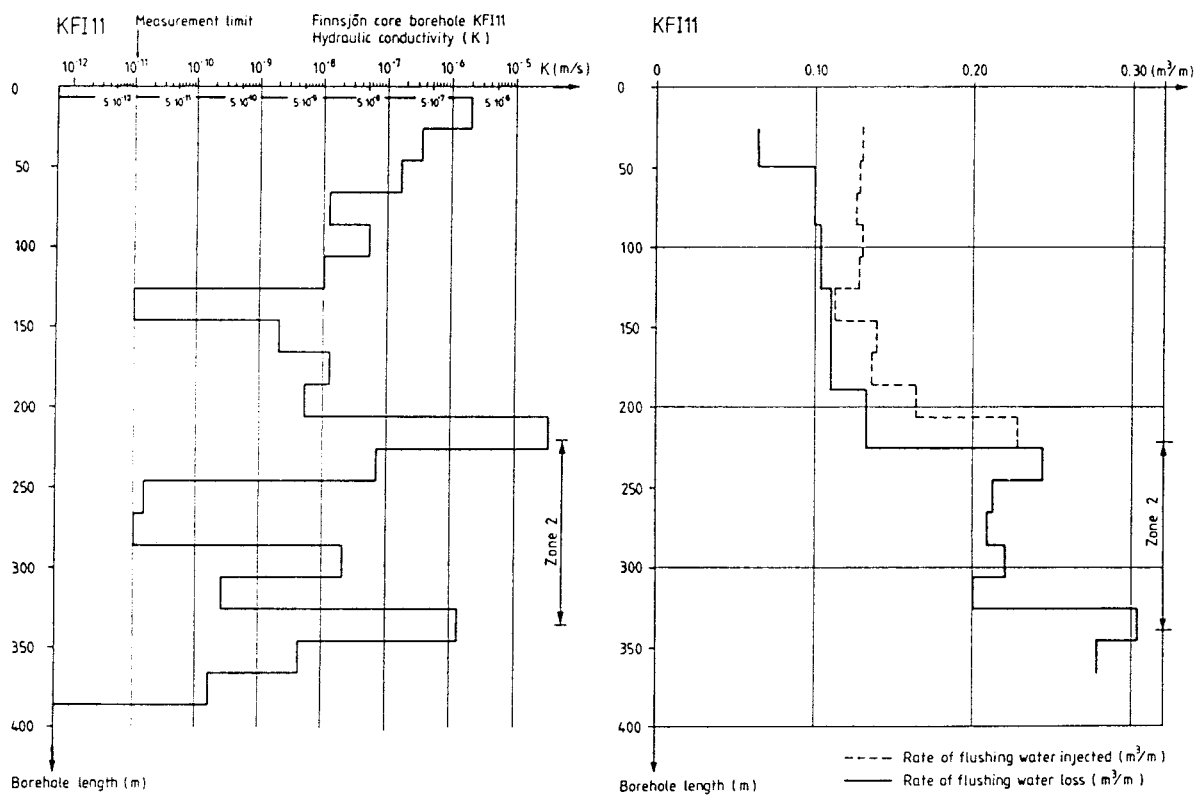 KFI11
Measurement limit
Finnsjön core borehole KFI11
Hydraulic conductivity (K)
10⁻¹² 10⁻¹¹ 10⁻¹⁰ 10⁻⁹ 10⁻⁸ 10⁻⁷ 10⁻⁶ 10⁻⁵ K (m/s)
5·10⁻¹² 5·10⁻¹¹ 5·10⁻¹⁰ 5·10⁻⁹ 5·10⁻⁸ 5·10⁻⁷ 5·10⁻⁶
0
50
100
150
200
250
300
350
400
Zone 2
Borehole length (m)
KFI11
0 0.10 0.20 0.30 (m³/m)
0
50
100
150
200
250
300
350
400
Zone 2
Borehole length (m)
Rate of flushing water injected (m³/m)
Rate of flushing water loss (m³/m)